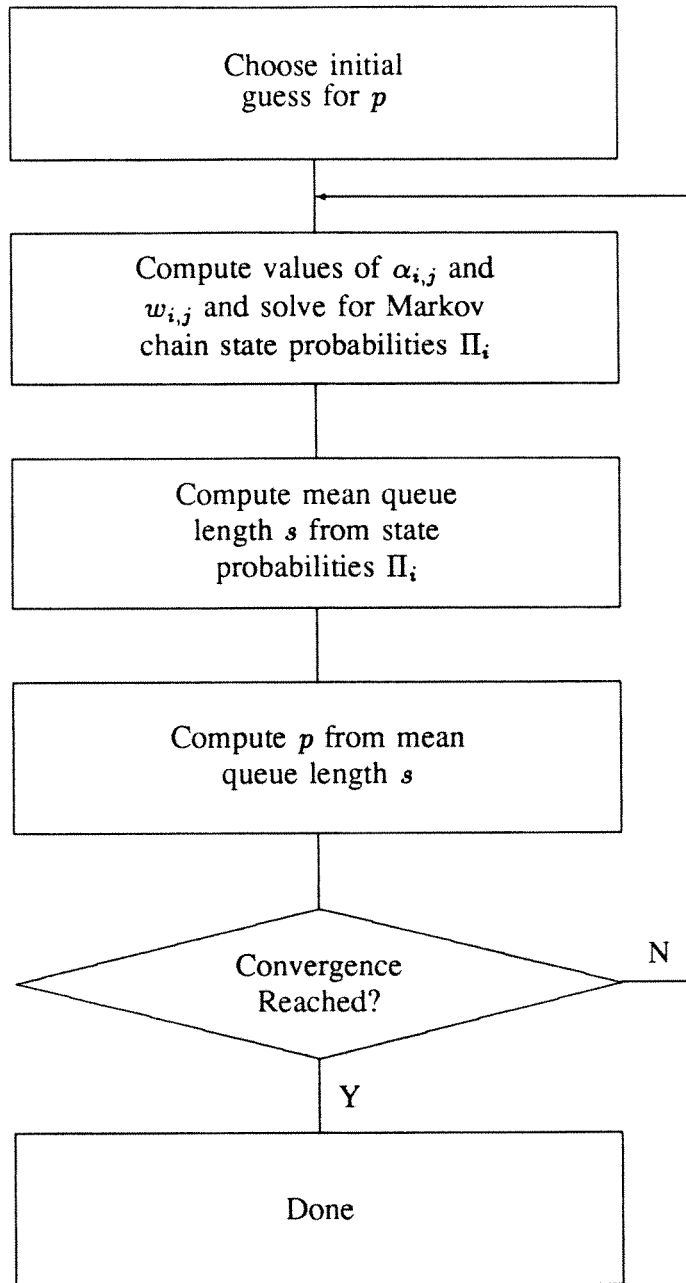 Choose initial
guess for p
Compute values of α_{i,j} and
w_{i,j} and solve for Markov
chain state probabilities Π_i
Compute mean queue
length s from state
probabilities Π_i
Compute p from mean
queue length s
Convergence
Reached?
N
Y
Done